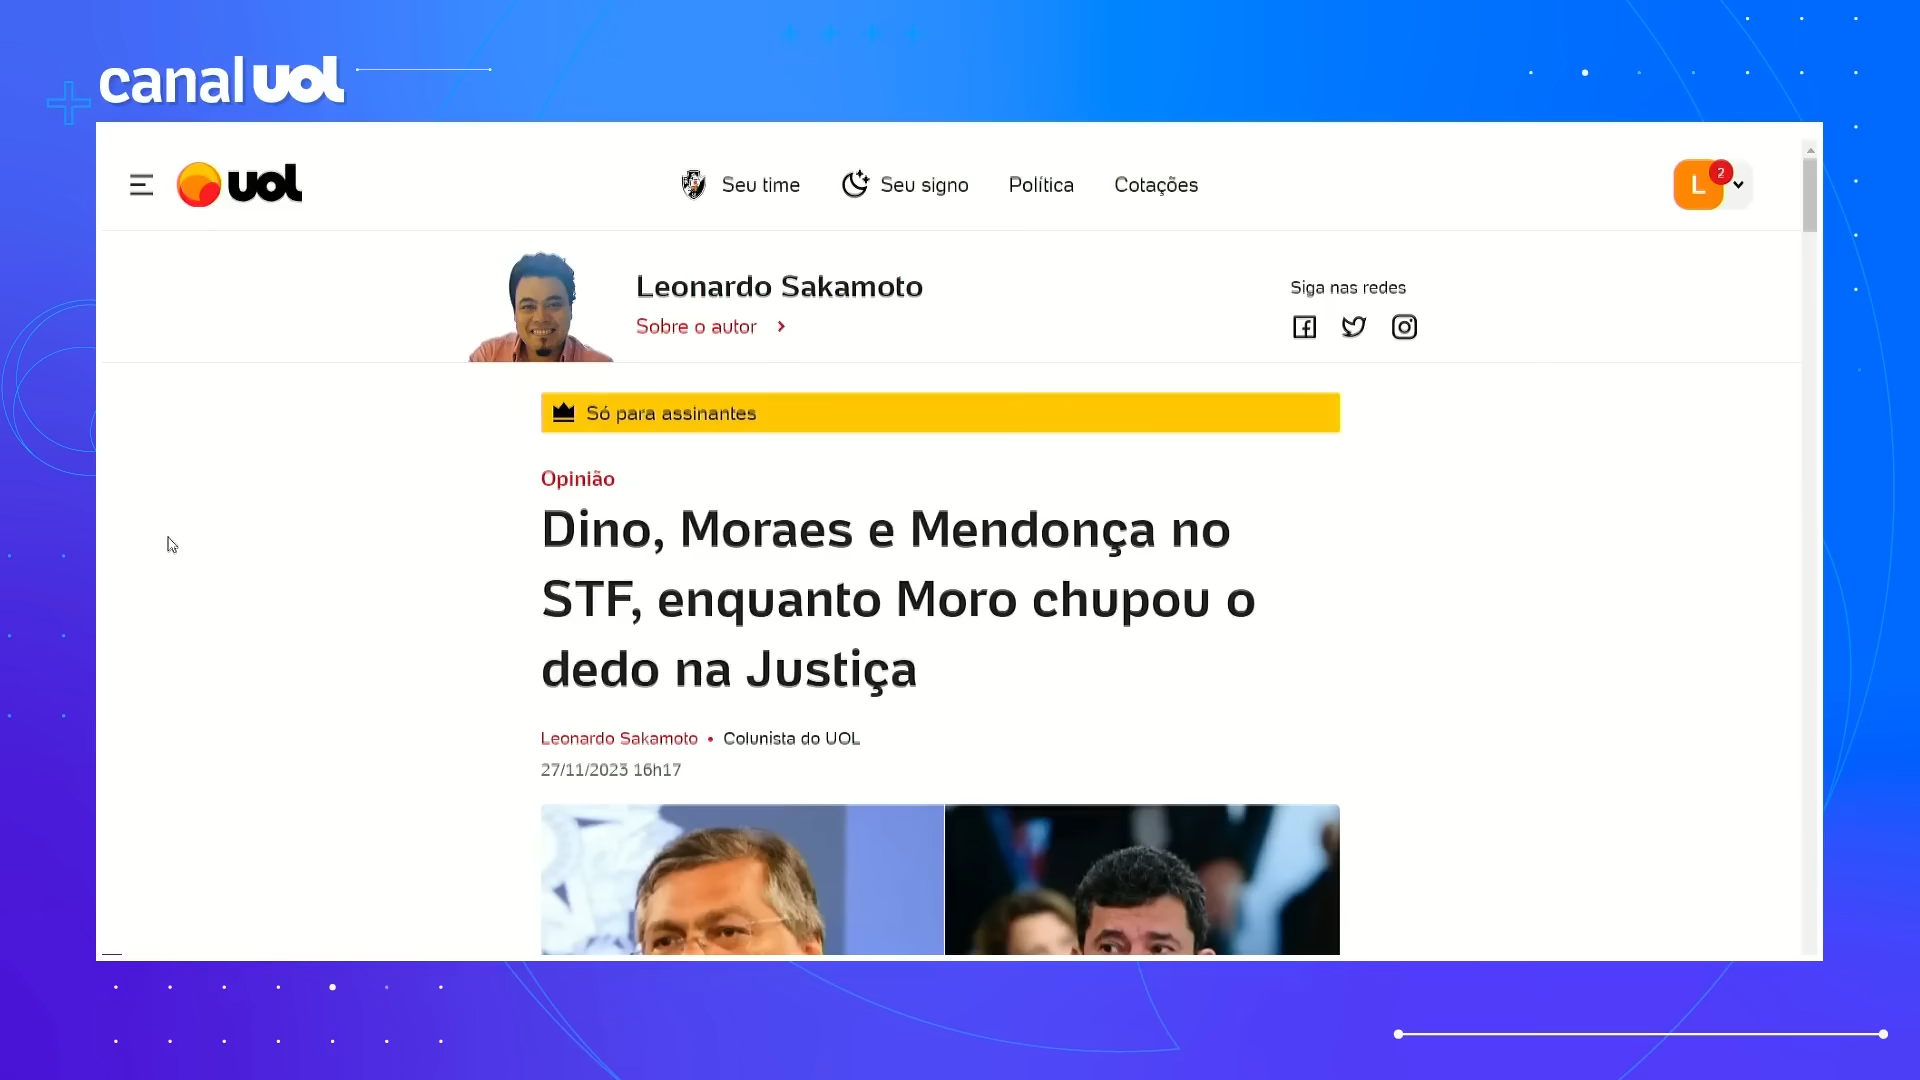 canal uol
uol
Seu time
Seu signo
Política
Cotações
L
2
Leonardo Sakamoto
Sobre o autor
Siga nas redes
Só para assinantes
Opinião
Dino, Moraes e Mendonça no
STF, enquanto Moro chupou o
dedo na Justiça
Leonardo Sakamoto • Colunista do UOL
27/11/2023 16h17